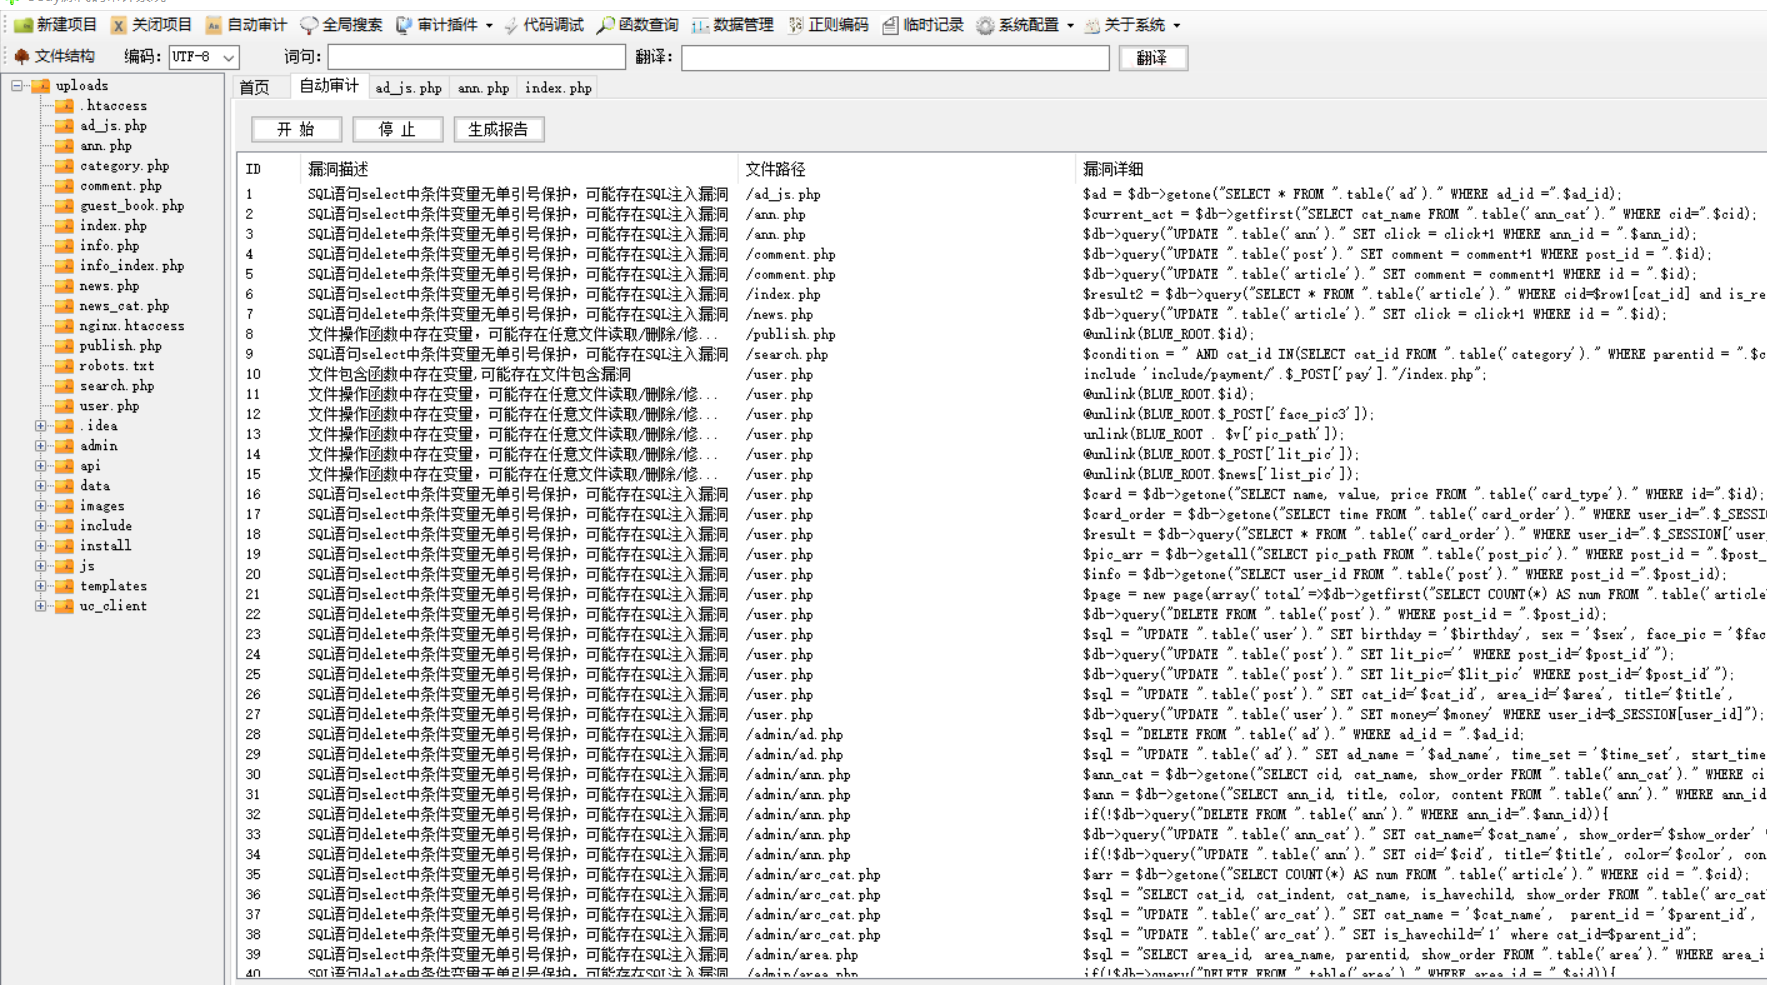 新建项目 关闭项目 自动审计 全局搜索 审计插件 代码调试 函数查询 数据管理 正则编码 临时记录 系统配置 关于系统
文件结构 编码: UTF-8 词句: 翻译: 翻译
首页 自动审计 ad_js.php ann.php index.php
开 始 停 止 生成报告
uploads
.htaccess
ad_js.php
ann.php
category.php
comment.php
guest_book.php
index.php
info.php
info_index.php
news.php
news_cat.php
nginx.htaccess
publish.php
robots.txt
search.php
user.php
.idea
admin
api
data
images
include
install
js
templates
uc_client
ID 漏洞描述 文件路径 漏洞详细
1 SQL语句select中条件变量无单引号保护，可能存在SQL注入漏洞 /ad_js.php $ad = $db->getone("SELECT * FROM ".table('ad')." WHERE ad_id =".$ad_id);
2 SQL语句select中条件变量无单引号保护，可能存在SQL注入漏洞 /ann.php $current_act = $db->getfirst("SELECT cat_name FROM ".table('ann_cat')." WHERE cid=".$cid);
3 SQL语句delete中条件变量无单引号保护，可能存在SQL注入漏洞 /ann.php $db->query("UPDATE ".table('ann')." SET click = click+1 WHERE ann_id = ".$ann_id);
4 SQL语句delete中条件变量无单引号保护，可能存在SQL注入漏洞 /comment.php $db->query("UPDATE ".table('post')." SET comment = comment+1 WHERE post_id = ".$id);
5 SQL语句delete中条件变量无单引号保护，可能存在SQL注入漏洞 /comment.php $db->query("UPDATE ".table('article')." SET comment = comment+1 WHERE id = ".$id);
6 SQL语句select中条件变量无单引号保护，可能存在SQL注入漏洞 /index.php $result2 = $db->query("SELECT * FROM ".table('article')." WHERE cid=$row1[cat_id] and is_re
7 SQL语句delete中条件变量无单引号保护，可能存在SQL注入漏洞 /news.php $db->query("UPDATE ".table('article')." SET click = click+1 WHERE id = ".$id);
8 文件操作函数中存在变量，可能存在任意文件读取/删除/修... /publish.php @unlink(BLUE_ROOT.$id);
9 SQL语句select中条件变量无单引号保护，可能存在SQL注入漏洞 /search.php $condition = " AND cat_id IN(SELECT cat_id FROM ".table('category')." WHERE parentid = ".$c
10 文件包含函数中存在变量,可能存在文件包含漏洞 /user.php include 'include/payment/'.$_POST['pay']."/index.php";
11 文件操作函数中存在变量，可能存在任意文件读取/删除/修... /user.php @unlink(BLUE_ROOT.$id);
12 文件操作函数中存在变量，可能存在任意文件读取/删除/修... /user.php @unlink(BLUE_ROOT.$_POST['face_pic3']);
13 文件操作函数中存在变量，可能存在任意文件读取/删除/修... /user.php unlink(BLUE_ROOT . $v['pic_path']);
14 文件操作函数中存在变量，可能存在任意文件读取/删除/修... /user.php @unlink(BLUE_ROOT.$_POST['lit_pic']);
15 文件操作函数中存在变量，可能存在任意文件读取/删除/修... /user.php @unlink(BLUE_ROOT.$news['list_pic']);
16 SQL语句select中条件变量无单引号保护，可能存在SQL注入漏洞 /user.php $card = $db->getone("SELECT name, value, price FROM ".table('card_type')." WHERE id=".$id);
17 SQL语句select中条件变量无单引号保护，可能存在SQL注入漏洞 /user.php $card_order = $db->getone("SELECT time FROM ".table('card_order')." WHERE user_id=".$_SESSI
18 SQL语句select中条件变量无单引号保护，可能存在SQL注入漏洞 /user.php $result = $db->query("SELECT * FROM ".table('card_order')." WHERE user_id=".$_SESSION['user_
19 SQL语句select中条件变量无单引号保护，可能存在SQL注入漏洞 /user.php $pic_arr = $db->getall("SELECT pic_path FROM ".table('post_pic')." WHERE post_id = ".$post_
20 SQL语句select中条件变量无单引号保护，可能存在SQL注入漏洞 /user.php $info = $db->getone("SELECT user_id FROM ".table('post')." WHERE post_id =".$post_id);
21 SQL语句select中条件变量无单引号保护，可能存在SQL注入漏洞 /user.php $page = new page(array('total'=>$db->getfirst("SELECT COUNT(*) AS num FROM ".table('article
22 SQL语句delete中条件变量无单引号保护，可能存在SQL注入漏洞 /user.php $db->query("DELETE FROM ".table('post')." WHERE post_id = ".$post_id);
23 SQL语句delete中条件变量无单引号保护，可能存在SQL注入漏洞 /user.php $sql = "UPDATE ".table('user')." SET birthday = '$birthday', sex = '$sex', face_pic = '$fac
24 SQL语句delete中条件变量无单引号保护，可能存在SQL注入漏洞 /user.php $db->query("UPDATE ".table('post')." SET lit_pic='' WHERE post_id='$post_id'");
25 SQL语句delete中条件变量无单引号保护，可能存在SQL注入漏洞 /user.php $db->query("UPDATE ".table('post')." SET lit_pic='$lit_pic' WHERE post_id='$post_id'");
26 SQL语句delete中条件变量无单引号保护，可能存在SQL注入漏洞 /user.php $sql = "UPDATE ".table('post')." SET cat_id='$cat_id', area_id='$area', title='$title',
27 SQL语句delete中条件变量无单引号保护，可能存在SQL注入漏洞 /user.php $db->query("UPDATE ".table('user')." SET money='$money' WHERE user_id=$_SESSION[user_id]");
28 SQL语句delete中条件变量无单引号保护，可能存在SQL注入漏洞 /admin/ad.php $sql = "DELETE FROM ".table('ad')." WHERE ad_id = ".$ad_id;
29 SQL语句delete中条件变量无单引号保护，可能存在SQL注入漏洞 /admin/ad.php $sql = "UPDATE ".table('ad')." SET ad_name = '$ad_name', time_set = '$time_set', start_time
30 SQL语句select中条件变量无单引号保护，可能存在SQL注入漏洞 /admin/ann.php $ann_cat = $db->getone("SELECT cid, cat_name, show_order FROM ".table('ann_cat')." WHERE ci
31 SQL语句select中条件变量无单引号保护，可能存在SQL注入漏洞 /admin/ann.php $ann = $db->getone("SELECT ann_id, title, color, content FROM ".table('ann')." WHERE ann_id
32 SQL语句delete中条件变量无单引号保护，可能存在SQL注入漏洞 /admin/ann.php if(!$db->query("DELETE FROM ".table('ann')." WHERE ann_id=".$ann_id)){
33 SQL语句delete中条件变量无单引号保护，可能存在SQL注入漏洞 /admin/ann.php $db->query("UPDATE ".table('ann_cat')." SET cat_name='$cat_name', show_order='$show_order'
34 SQL语句delete中条件变量无单引号保护，可能存在SQL注入漏洞 /admin/ann.php if(!$db->query("UPDATE ".table('ann')." SET cid='$cid', title='$title', color='$color', con
35 SQL语句select中条件变量无单引号保护，可能存在SQL注入漏洞 /admin/arc_cat.php $arr = $db->getone("SELECT COUNT(*) AS num FROM ".table('article')." WHERE cid = ".$cid);
36 SQL语句select中条件变量无单引号保护，可能存在SQL注入漏洞 /admin/arc_cat.php $sql = "SELECT cat_id, cat_indent, cat_name, is_havechild, show_order FROM ".table('arc_cat'
37 SQL语句delete中条件变量无单引号保护，可能存在SQL注入漏洞 /admin/arc_cat.php $sql = "UPDATE ".table('arc_cat')." SET cat_name = '$cat_name', parent_id = '$parent_id',
38 SQL语句delete中条件变量无单引号保护，可能存在SQL注入漏洞 /admin/arc_cat.php $sql = "UPDATE ".table('arc_cat')." SET is_havechild='1' where cat_id=$parent_id";
39 SQL语句select中条件变量无单引号保护，可能存在SQL注入漏洞 /admin/area.php $sql = "SELECT area_id, area_name, parentid, show_order FROM ".table('area')." WHERE area_i
40 SQL语句delete中条件变量无单引号保护，可能存在SQL注入漏洞 /admin/area.php if(!$db->query("DELETE FROM ".table('area')." WHERE area_id = ".$aid)){